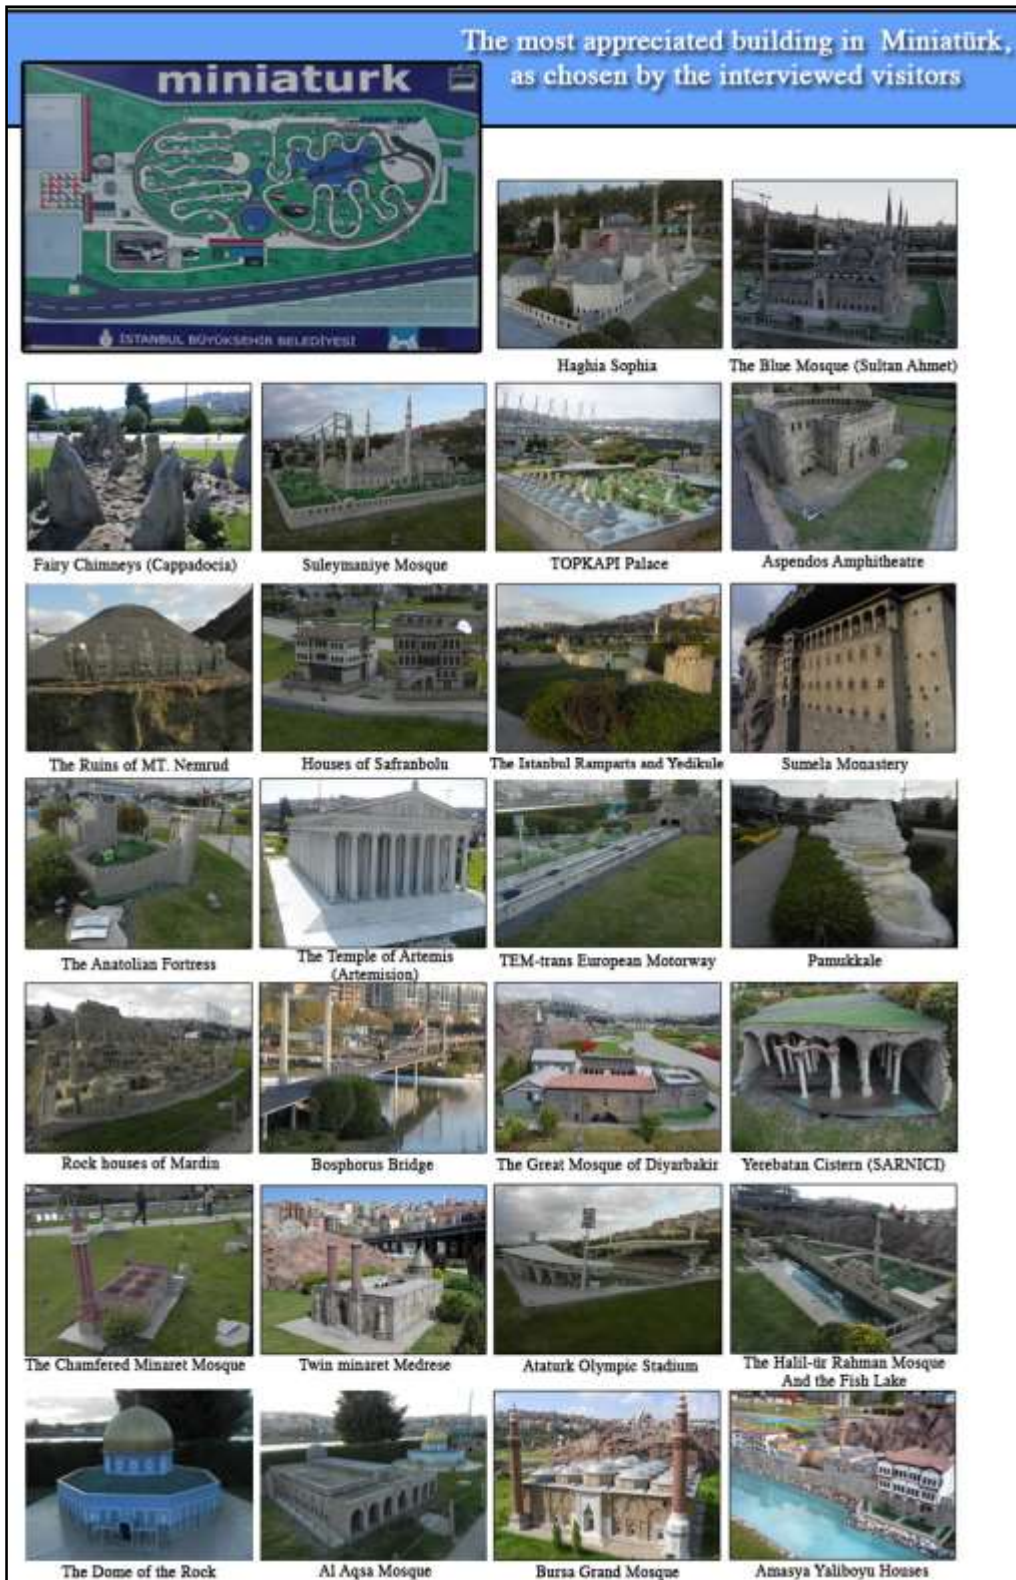 The most appreciated building in Miniatürk,
as chosen by the interviewed visitors
miniaturk
İSTANBUL BÜYÜKŞEHİR BELEDİYESİ
Haghia Sophia
The Blue Mosque (Sultan Ahmet)
Fairy Chimneys (Cappadocia)
Suleymaniye Mosque
TOPKAPI Palace
Aspendos Amphitheatre
The Ruins of MT. Nemrud
Houses of Safranbolu
The Istanbul Ramparts and Yedikule
Sumela Monastery
The Anatolian Fortress
The Temple of Artemis
(Artemision)
TEM-trans European Motorway
Pamukkale
Rock houses of Mardin
Bosphorus Bridge
The Great Mosque of Diyarbakir
Yerebatan Cistern (SARNICI)
The Chamfered Minaret Mosque
Twin minaret Medrese
Ataturk Olympic Stadium
The Halil-ür Rahman Mosque
And the Fish Lake
The Dome of the Rock
Al Aqsa Mosque
Bursa Grand Mosque
Amasya Yaliboyu Houses